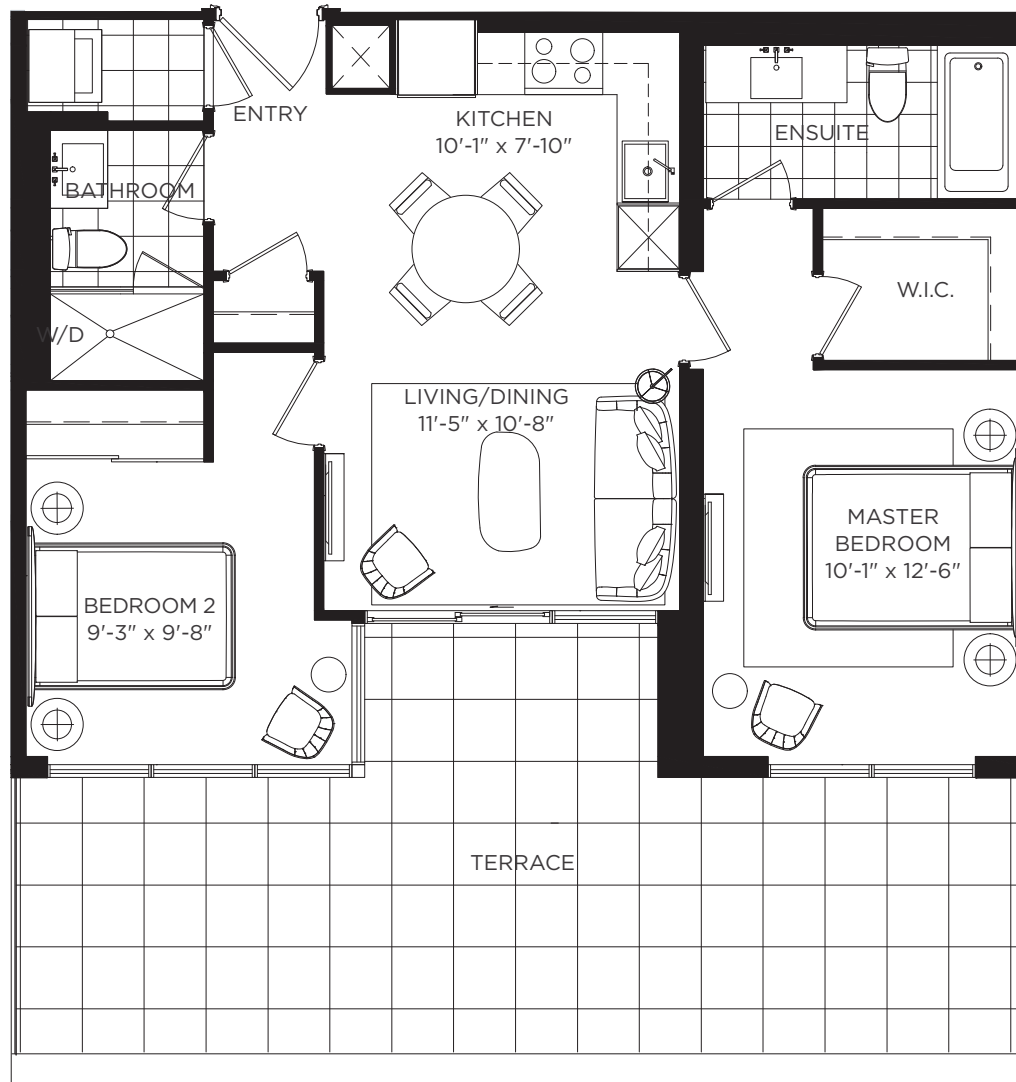 ENTRY
KITCHEN
10'-1" x 7'-10"
ENSUITE
BATHROOM
W.I.C.
W/D
LIVING/DINING
11'-5" x 10'-8"
MASTER
BEDROOM
10'-1" x 12'-6"
BEDROOM 2
9'-3" x 9'-8"
TERRACE